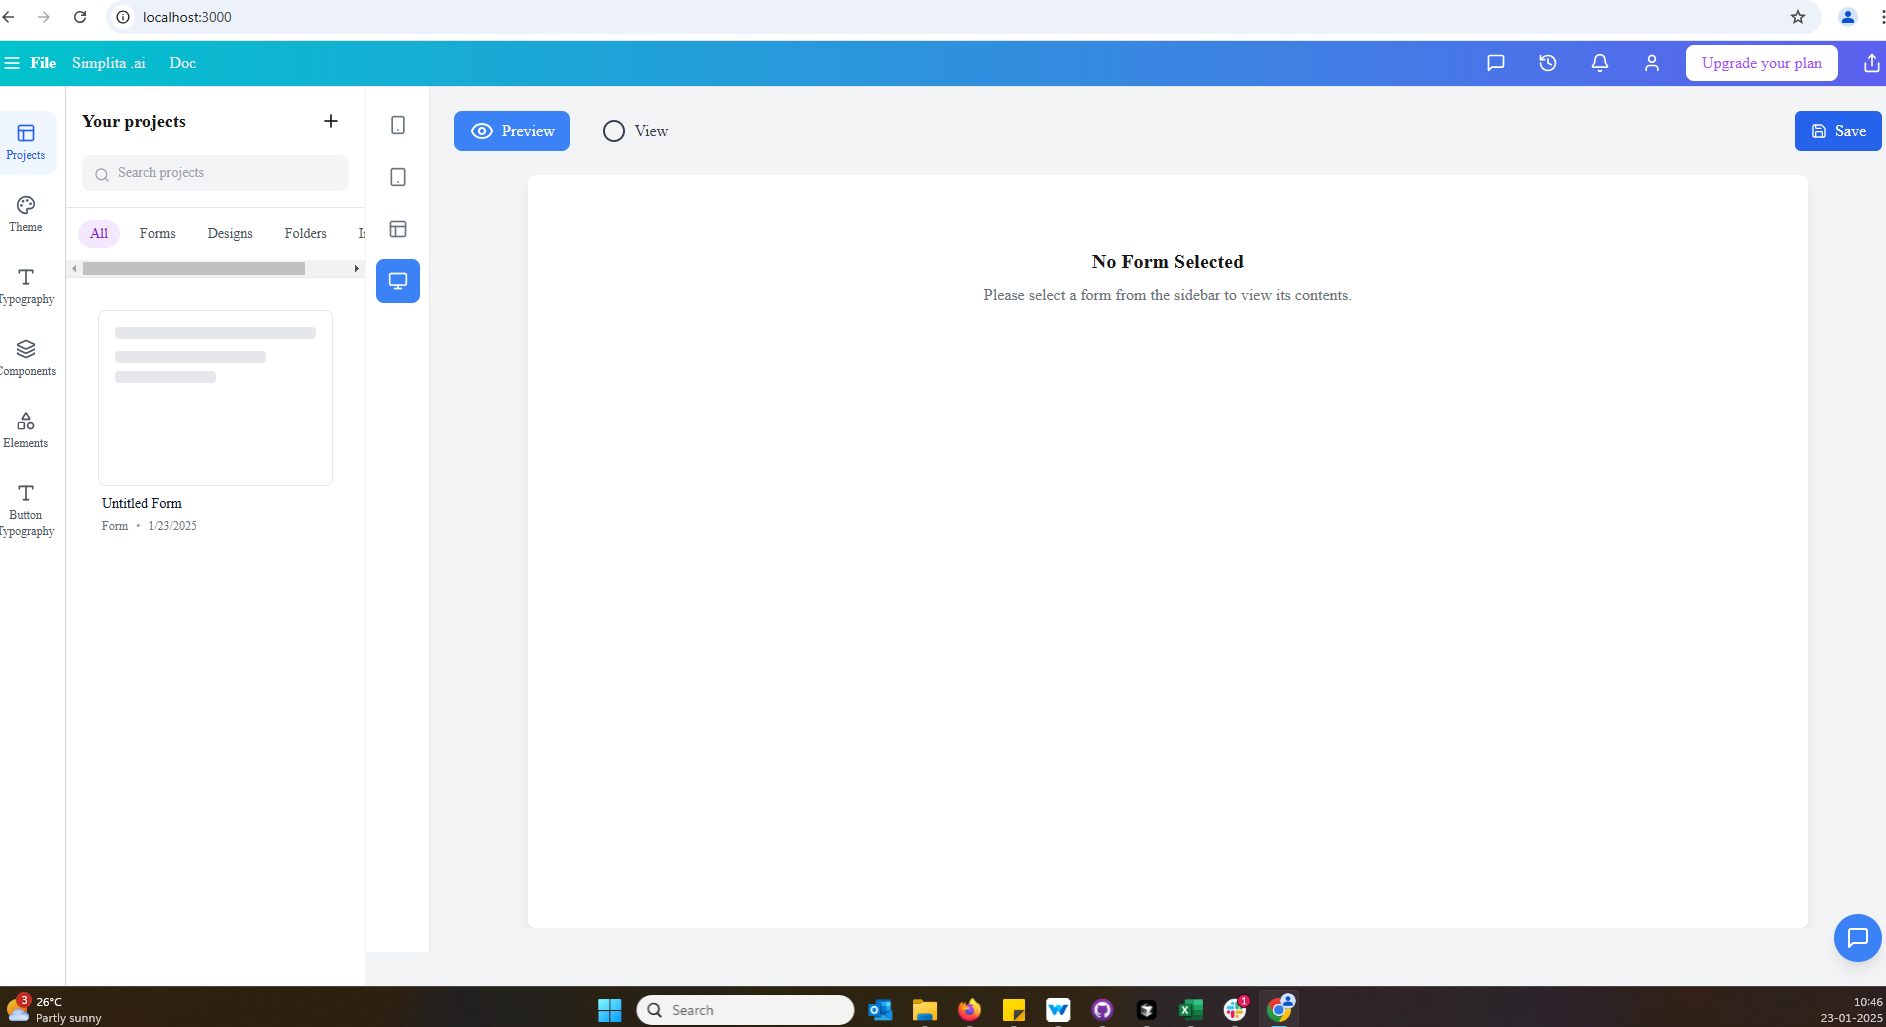 localhost:3000
File Simplita .ai Doc Upgrade your plan
Projects
Theme
Typography
Components
Elements
Button
Typography
Your projects
Search projects
All Forms Designs Folders
Untitled Form
Form • 1/23/2025
Preview View Save
No Form Selected
Please select a form from the sidebar to view its contents.
3
26°C
Partly sunny
Search
1
10:46
23-01-2025